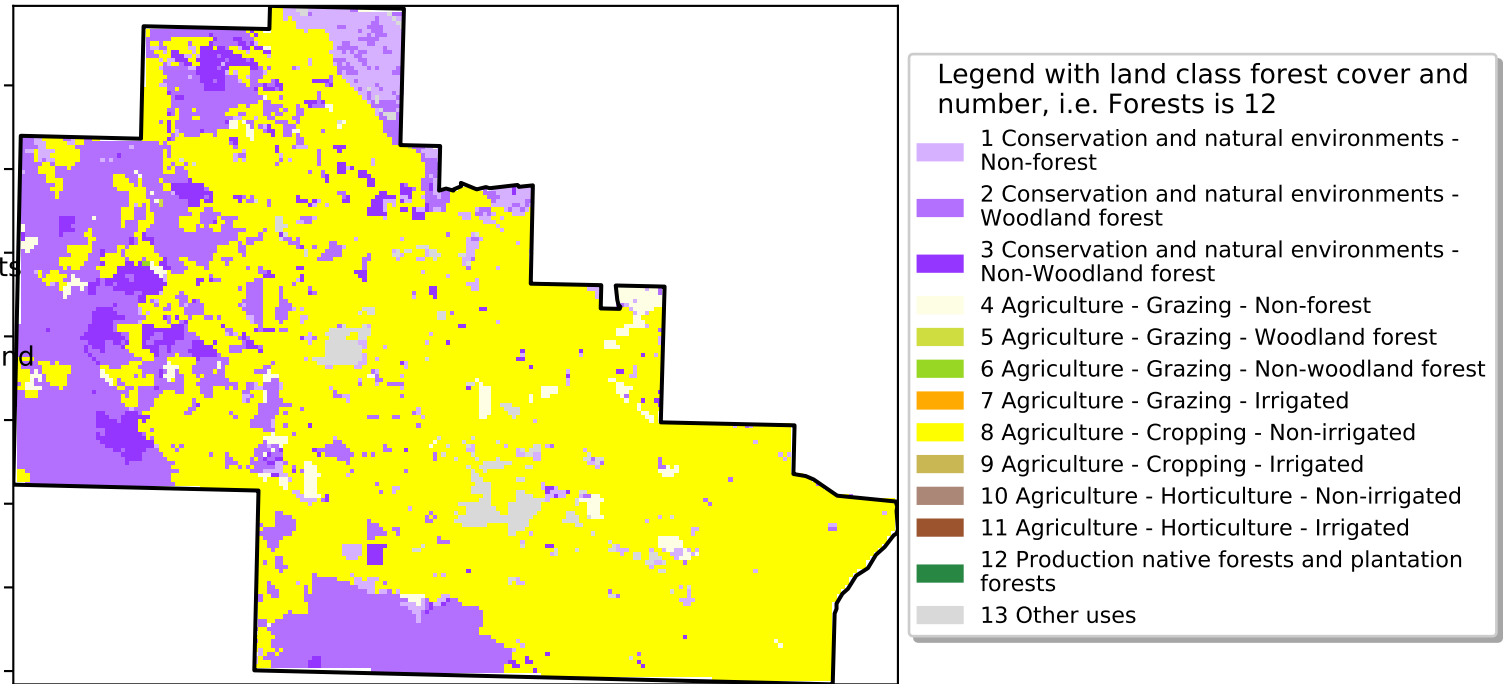 Legend with land class forest cover and
number, i.e. Forests is 12
1 Conservation and natural environments -
Non-forest
2 Conservation and natural environments -
Woodland forest
3 Conservation and natural environments -
Non-Woodland forest
4 Agriculture - Grazing - Non-forest
5 Agriculture - Grazing - Woodland forest
6 Agriculture - Grazing - Non-woodland forest
7 Agriculture - Grazing - Irrigated
8 Agriculture - Cropping - Non-irrigated
9 Agriculture - Cropping - Irrigated
10 Agriculture - Horticulture - Non-irrigated
11 Agriculture - Horticulture - Irrigated
12 Production native forests and plantation
forests
13 Other uses
ts
nd